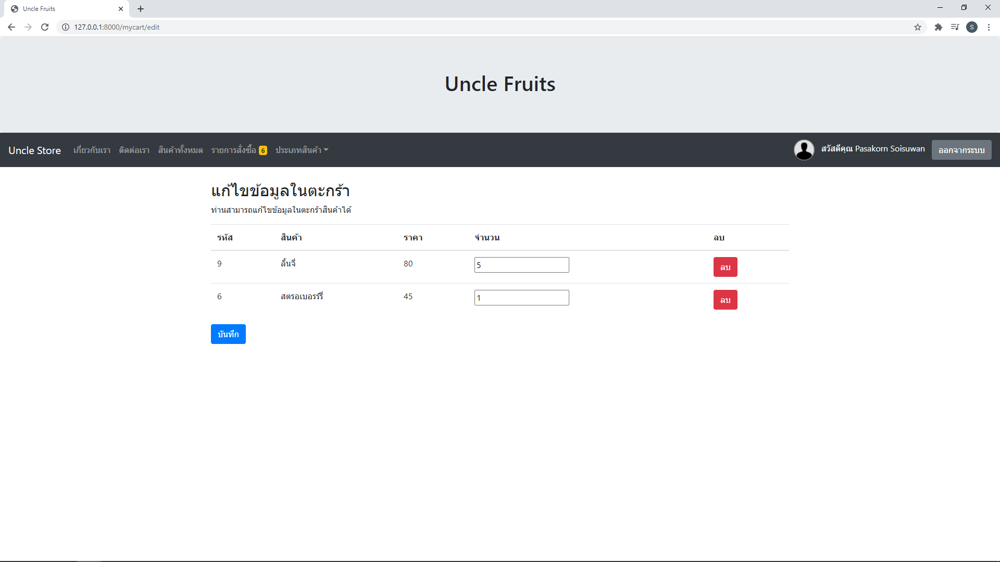 Uncle Fruits
127.0.0.1:8000/mycart/edit
S
Uncle Fruits
Uncle Store เกี่ยวกับเรา ติดต่อเรา สินค้าทั้งหมด รายการสั่งซื้อ 6 ประเภทสินค้า สวัสดีคุณ Pasakorn Soisuwan ออกจากระบบ
แก้ไขข้อมูลในตะกร้า
ท่านสามารถแก้ไขข้อมูลในตะกร้าสินค้าได้
รหัส สินค้า ราคา จำนวน ลบ
9 ลิ้นจี่ 80 5 ลบ
6 สตรอเบอรรี่ 45 1 ลบ
บันทึก